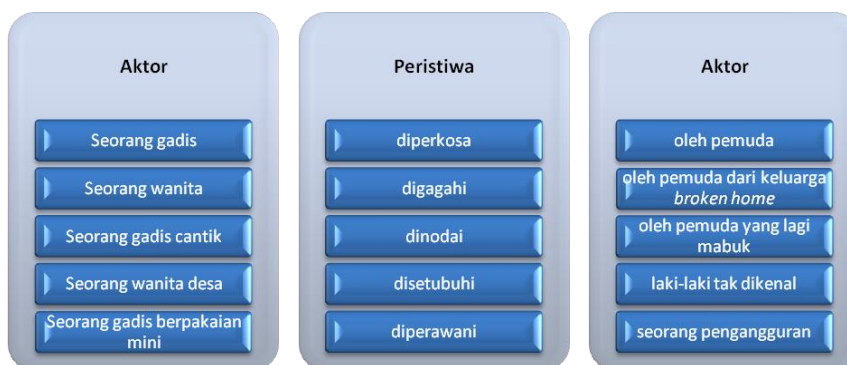 Aktor
Seorang gadis
Seorang wanita
Seorang gadis cantik
Seorang wanita desa
Seorang gadis berpakaian
mini
Peristiwa
diperkosa
digagahi
dinodai
disetubuhi
diperawani
Aktor
oleh pemuda
oleh pemuda dari keluarga
broken home
oleh pemuda yang lagi
mabuk
laki-laki tak dikenal
seorang pengangguran